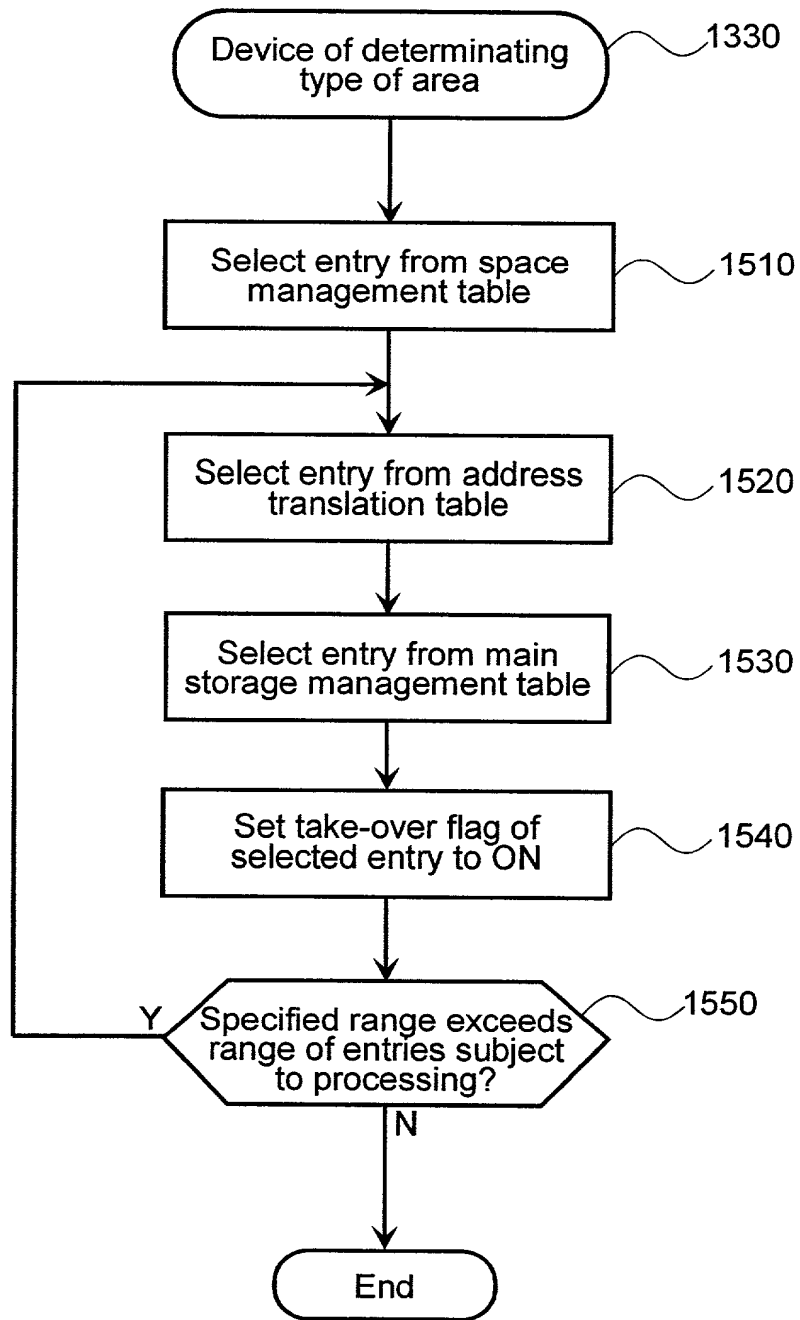 Device of determinating
type of area
1330
Select entry from space
management table
1510
Select entry from address
translation table
1520
Select entry from main
storage management table
1530
Set take-over flag of
selected entry to ON
1540
Y
Specified range exceeds
range of entries subject
to processing?
1550
N
End